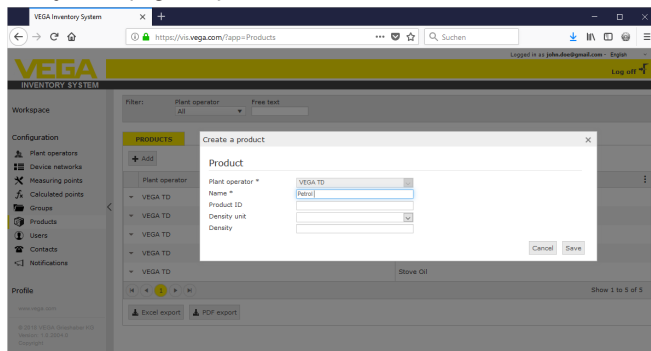 VEGA Inventory System
https://vis.vega.com/?app=Products
Suchen
Logged in as john.doe@gmail.com - English
VEGA
INVENTORY SYSTEM
Log off
Workspace
Filter:
Plant operator
Free text
All
Configuration
Plant operators
Device networks
Measuring points
Calculated points
Groups
Products
Users
Contacts
Notifications
Profile
www.vega.com
Copyright
PRODUCTS
Add
Plant operator
VEGA TD
VEGA TD
VEGA TD
VEGA TD
VEGA TD
Stove Oil
1
Show 1 to 5 of 5
Excel export
PDF export
Create a product
Product
Plant operator *
VEGA TD
Name *
Petrol
Product ID
Density unit
Density
Cancel
Save